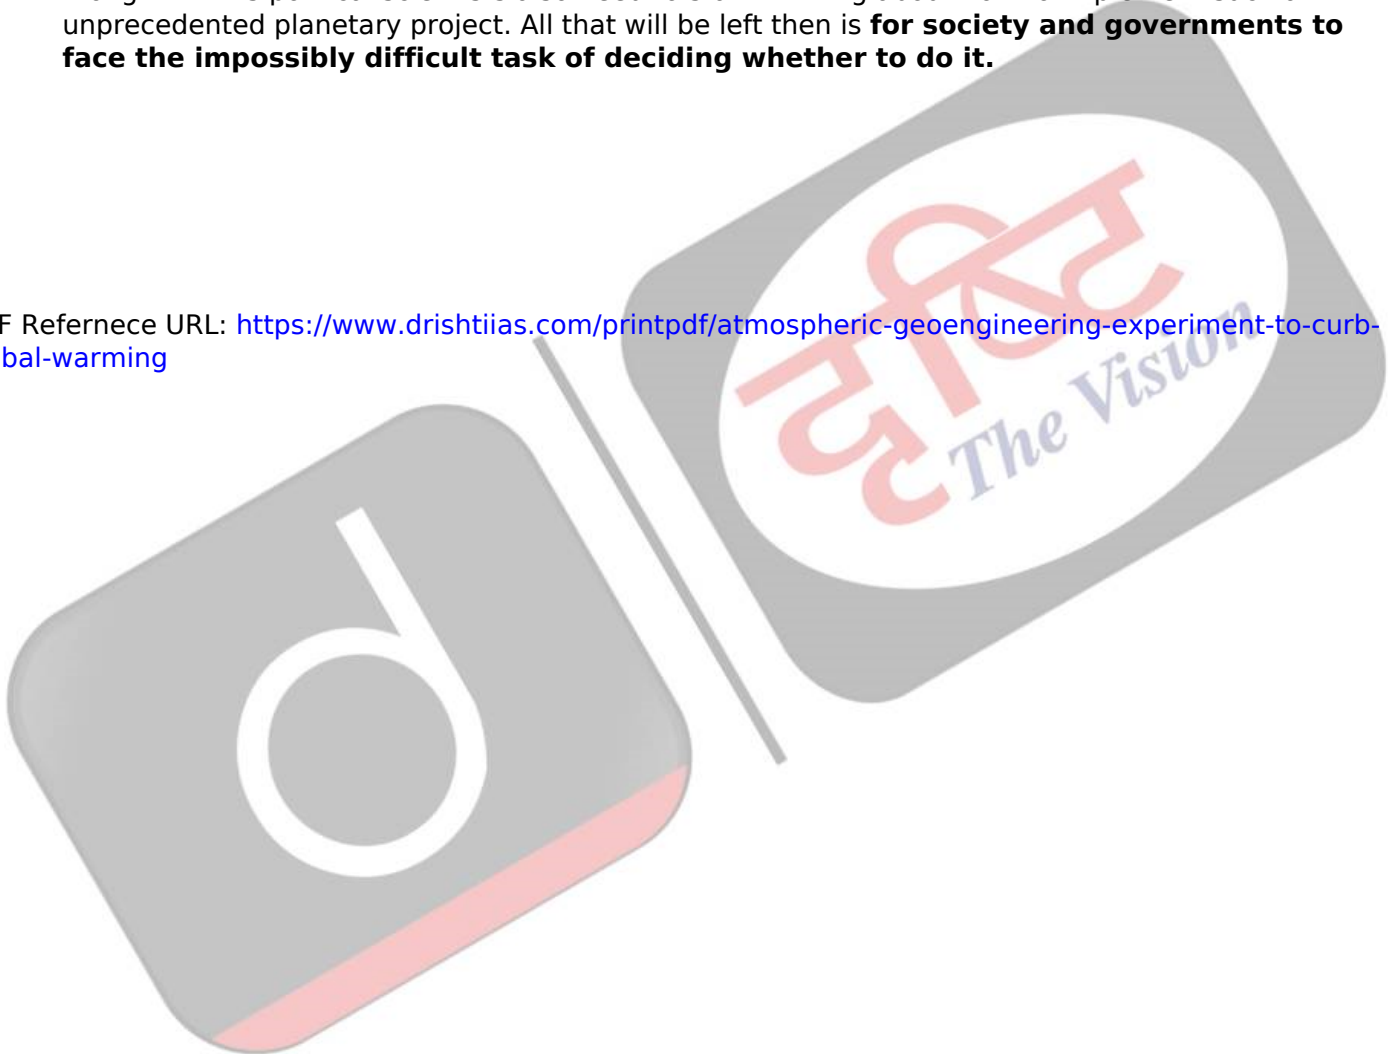 unprecedented planetary project. All that will be left then is for society and governments to
face the impossibly difficult task of deciding whether to do it.
F Refernece URL: https://www.drishtiias.com/printpdf/atmospheric-geoengineering-experiment-to-curb-
bal-warming
दृष्टि
The Vision
d